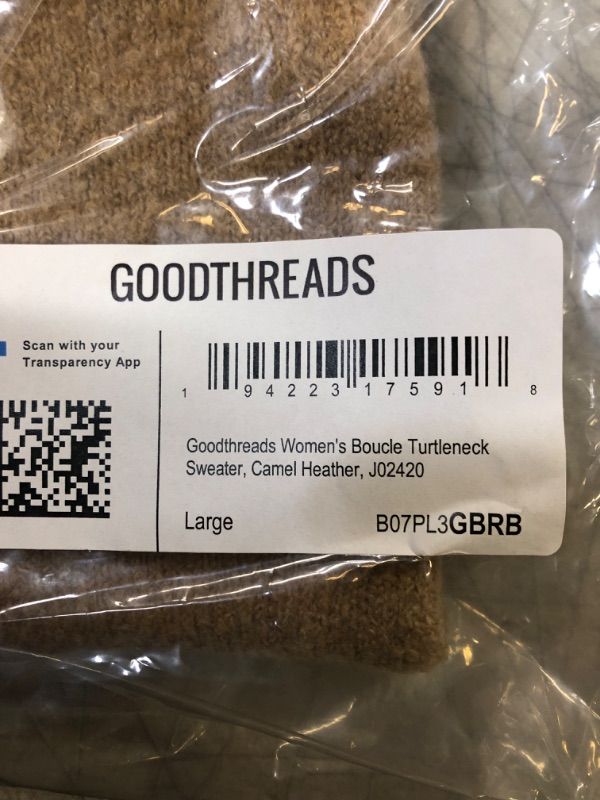 GOODTHREADS
Scan with your
Transparency App
1 94223 17591 8
Goodthreads Women's Boucle Turtleneck
Sweater, Camel Heather, J02420
Large B07PL3GBRB